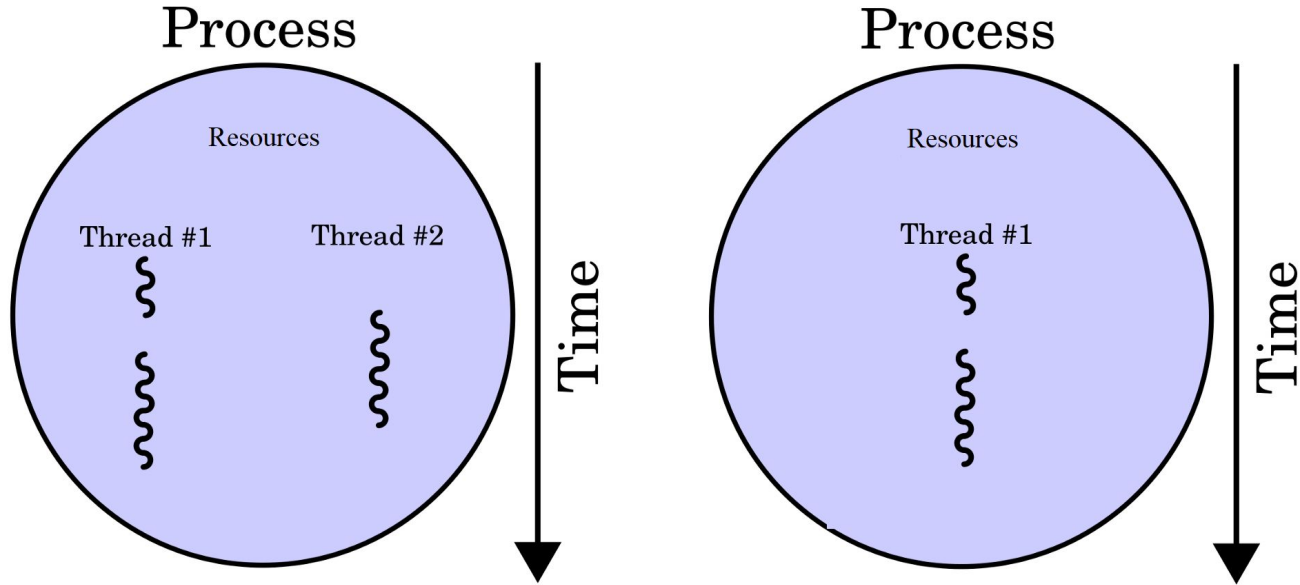 Process
Resources
Thread #1
Thread #2
Time
Process
Resources
Thread #1
Time